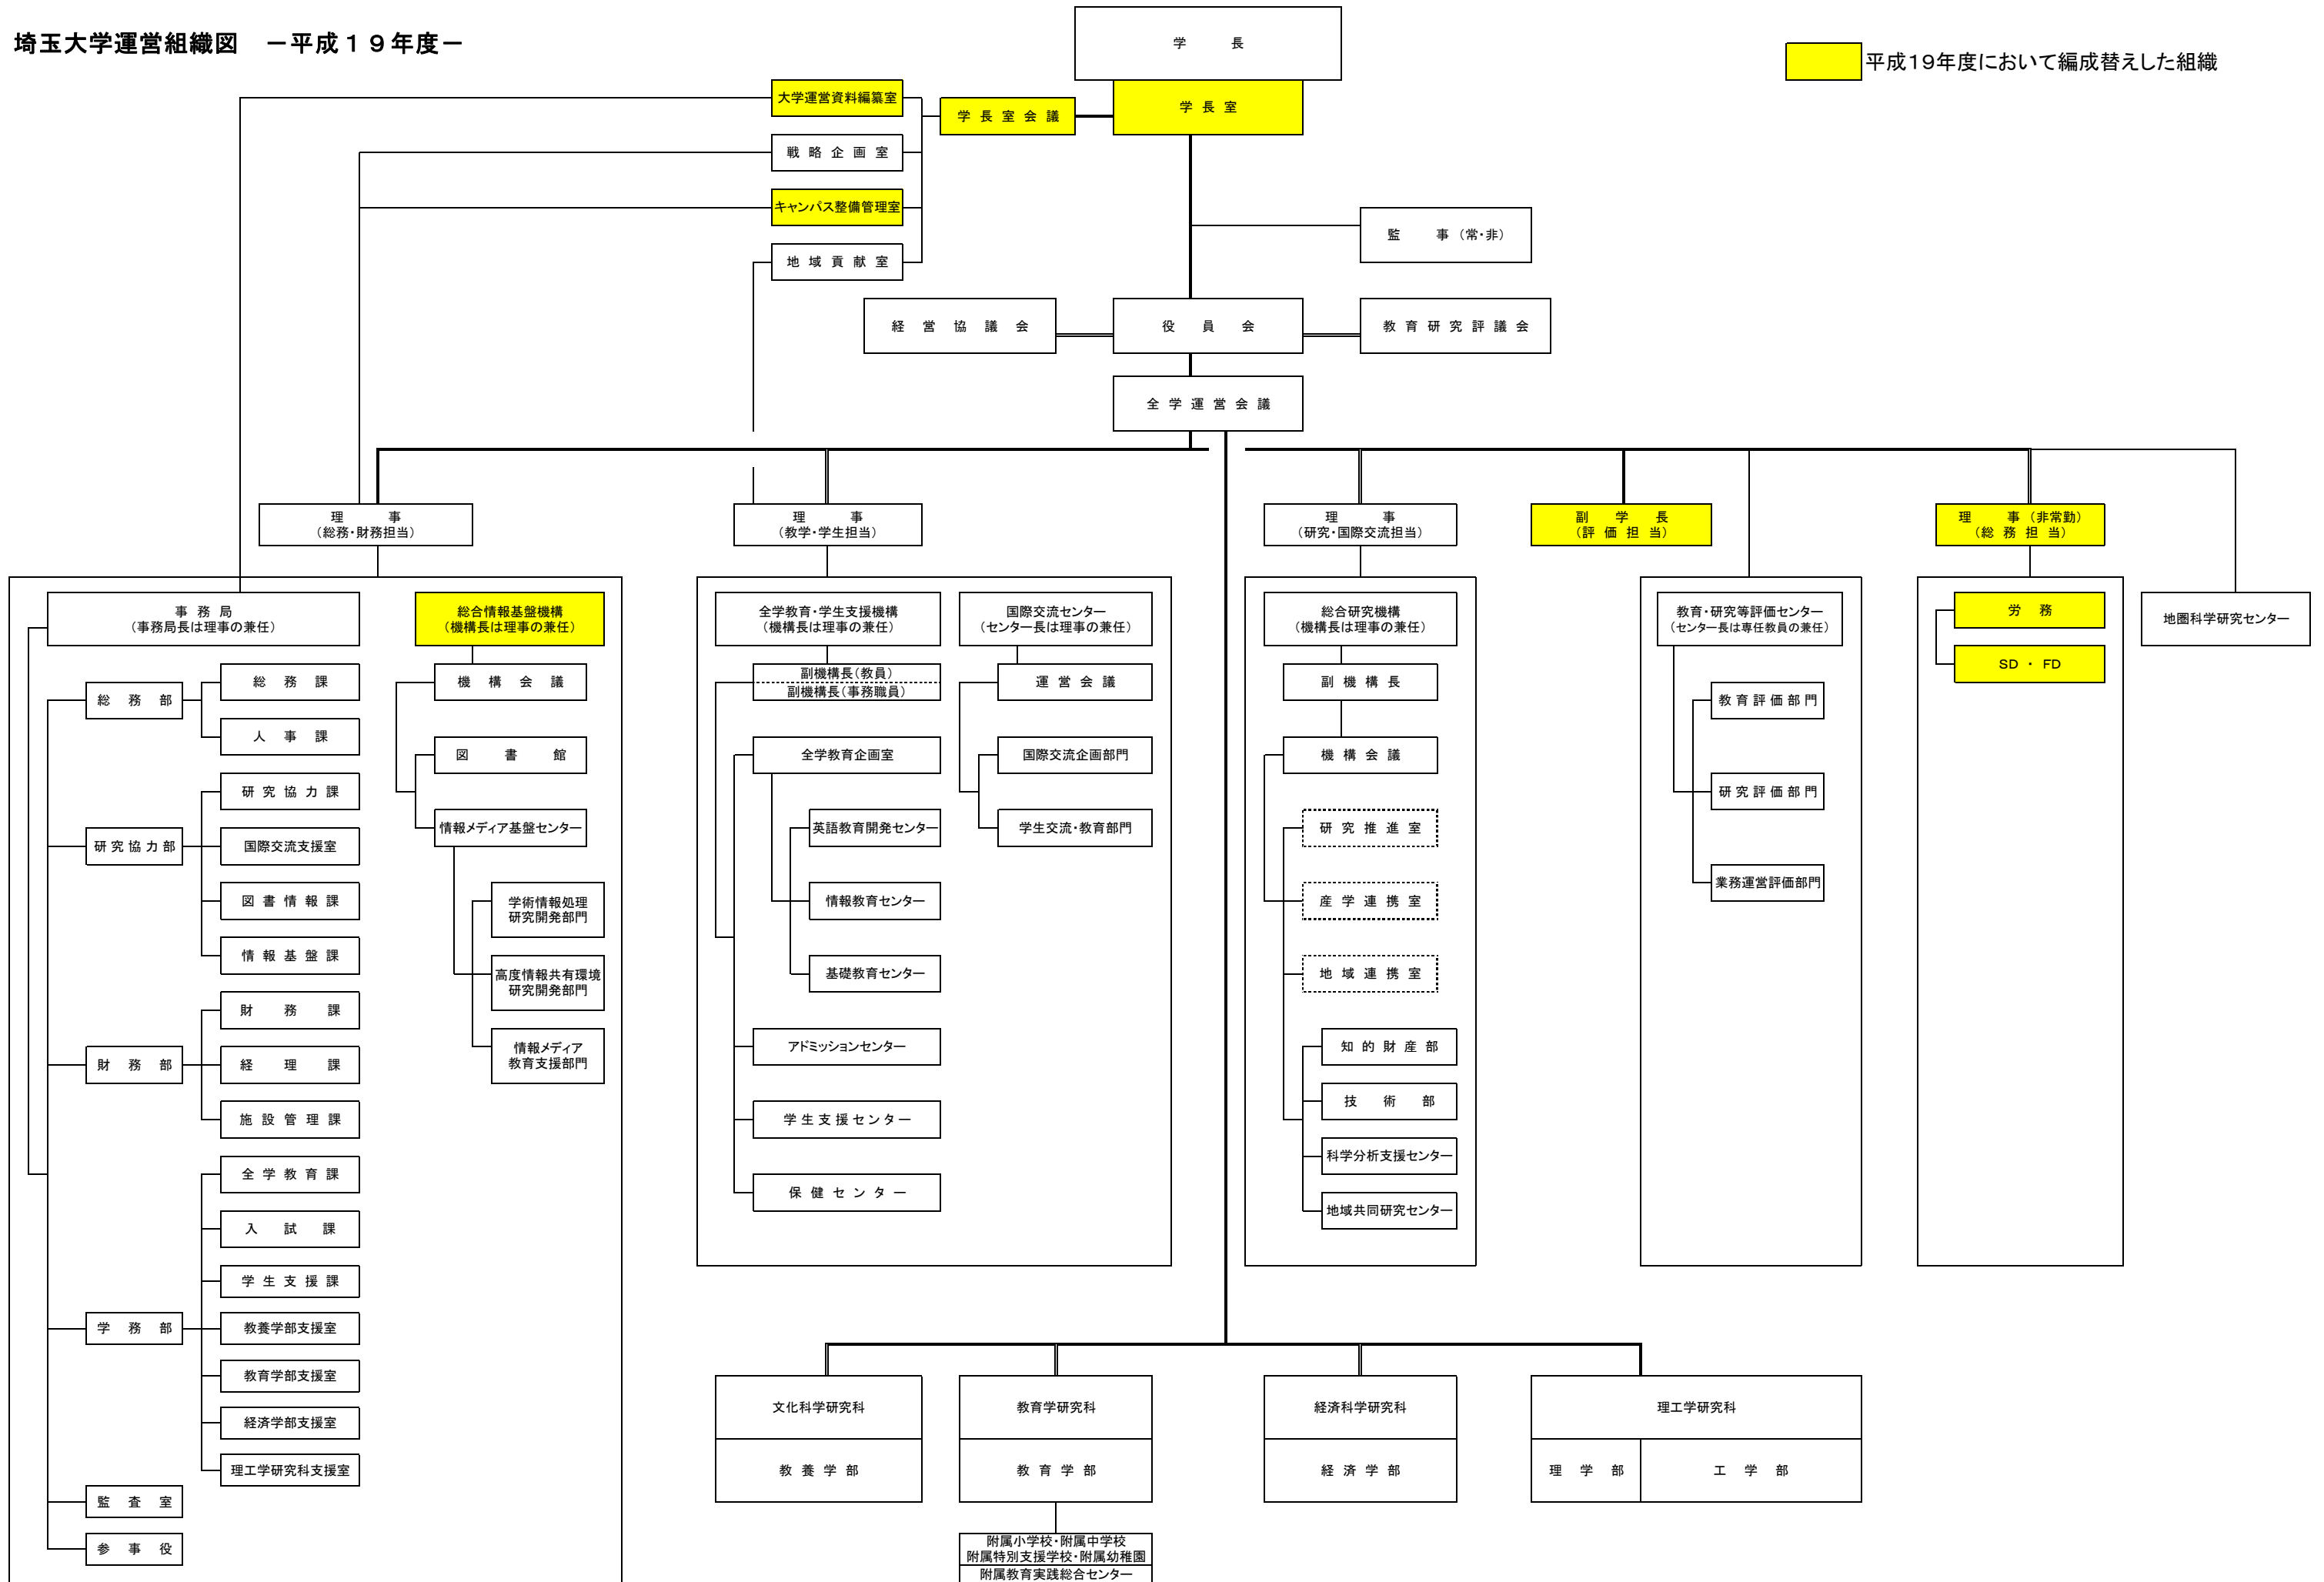 埼玉大学運営組織図　－平成１９年度－
学長
平成19年度において編成替えした組織
大学運営資料編纂室
学長室会議
学長室
戦略企画室
キャンパス整備管理室
地域貢献室
監事（常・非）
経営協議会
役員会
教育研究評議会
全学運営会議
理事
（総務・財務担当）
理事
（教学・学生担当）
理事
（研究・国際交流担当）
副学長
（評価担当）
理事（非常勤）
（総務担当）
事務局
（事務局長は理事の兼任）
総務部
総務課
人事課
研究協力部
研究協力課
国際交流支援室
図書情報課
情報基盤課
財務部
財務課
経理課
施設管理課
学務部
全学教育課
入試課
学生支援課
教養学部支援室
教育学部支援室
経済学部支援室
理工学研究科支援室
監査室
参事役
総合情報基盤機構
（機構長は理事の兼任）
機構会議
図書館
情報メディア基盤センター
学術情報処理
研究開発部門
高度情報共有環境
研究開発部門
情報メディア
教育支援部門
全学教育・学生支援機構
（機構長は理事の兼任）
副機構長（教員）
副機構長（事務職員）
全学教育企画室
英語教育開発センター
情報教育センター
基礎教育センター
アドミッションセンター
学生支援センター
保健センター
国際交流センター
（センター長は理事の兼任）
運営会議
国際交流企画部門
学生交流・教育部門
総合研究機構
（機構長は理事の兼任）
副機構長
機構会議
研究推進室
産学連携室
地域連携室
知的財産部
技術部
科学分析支援センター
地域共同研究センター
教育・研究等評価センター
（センター長は専任教員の兼任）
教育評価部門
研究評価部門
業務運営評価部門
労務
SD・FD
地圏科学研究センター
文化科学研究科
教養学部
教育学研究科
教育学部
附属小学校・附属中学校
附属特別支援学校・附属幼稚園
附属教育実践総合センター
経済科学研究科
経済学部
理工学研究科
理学部
工学部